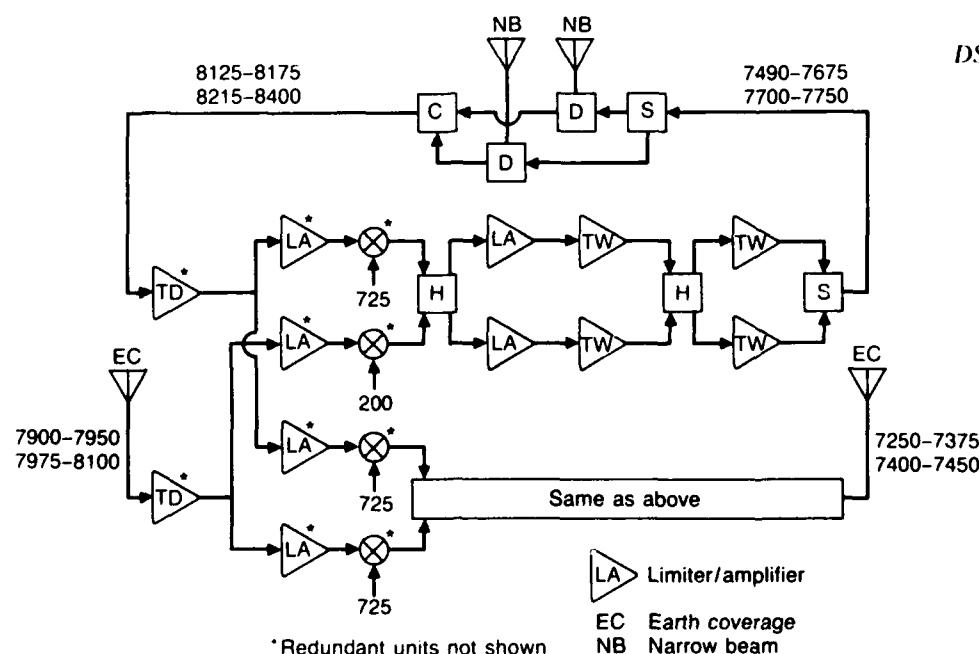 NB NB
DS
8125–8175
8215–8400
7490–7675
7700–7750
C D S
D
LA* * LA TW TW
725
TD* H H S
LA* * LA TW TW
200
EC EC
7900–7950
7975–8100
7250–7375
7400–7450
LA* *
725
TD* Same as above
LA* *
725
LA Limiter/amplifier
EC Earth coverage
*Redundant units not shown NB Narrow beam